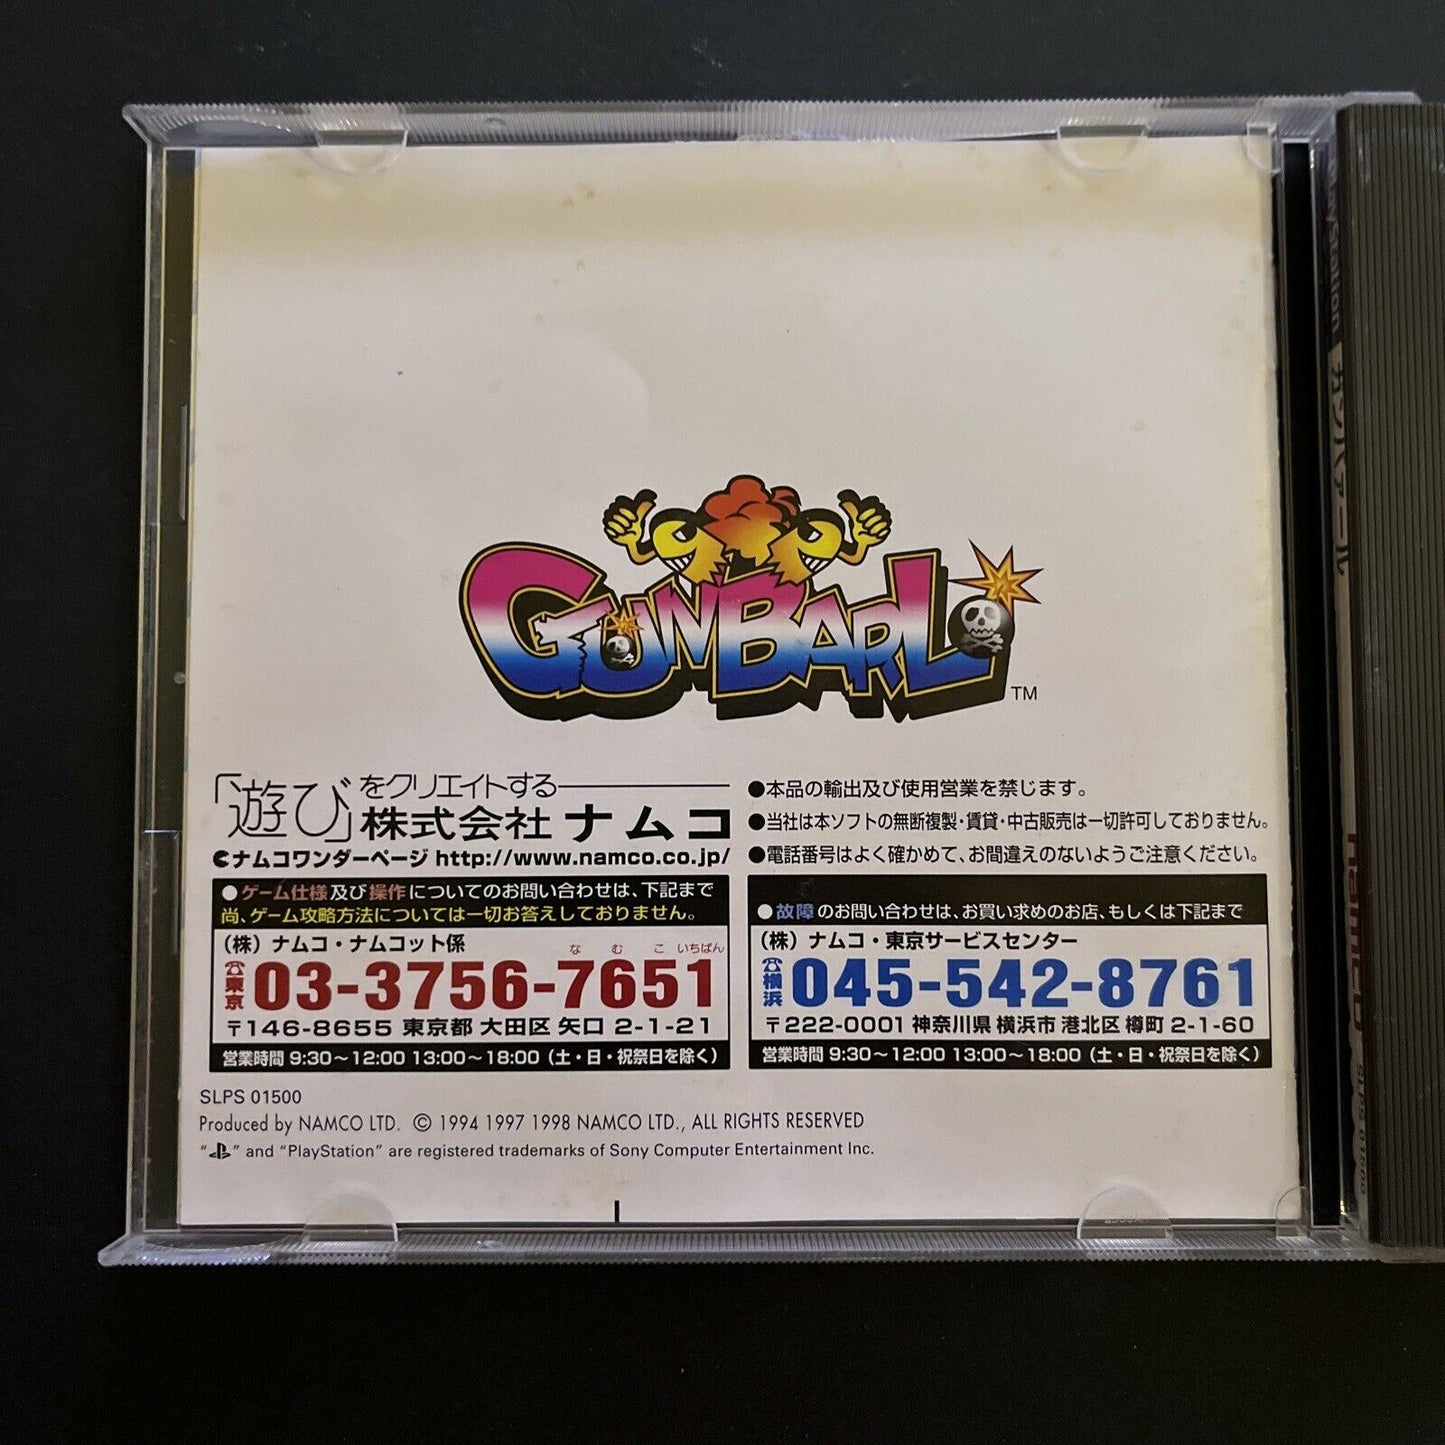 GUNBARL
TM
「遊び」をクリエイトする
株式会社ナムコ
ナムコワンダーページ http://www.namco.co.jp/
●本品の輸出及び使用営業を禁じます。
●当社は本ソフトの無断複製・賃貸・中古販売は一切許可しておりません。
●電話番号はよく確かめて、お間違えのないようご注意ください。
●ゲーム仕様及び操作についてのお問い合わせは、下記まで
尚、ゲーム攻略方法については一切お答えしておりません。
(株) ナムコ・ナムコット係
な む こ いちばん
☎東京 03-3756-7651
〒146-8655 東京都 大田区 矢口 2-1-21
営業時間 9:30～12:00 13:00～18:00 (土・日・祝祭日を除く)
●故障のお問い合わせは、お買い求めのお店、もしくは下記まで
(株) ナムコ・東京サービスセンター
☎横浜 045-542-8761
〒222-0001 神奈川県 横浜市 港北区 樽町 2-1-60
営業時間 9:30～12:00 13:00～18:00 (土・日・祝祭日を除く)
SLPS 01500
Produced by NAMCO LTD. © 1994 1997 1998 NAMCO LTD., ALL RIGHTS RESERVED
" " and "PlayStation" are registered trademarks of Sony Computer Entertainment Inc.
PlayStation
ガンバァール
namco
SLPS 01500